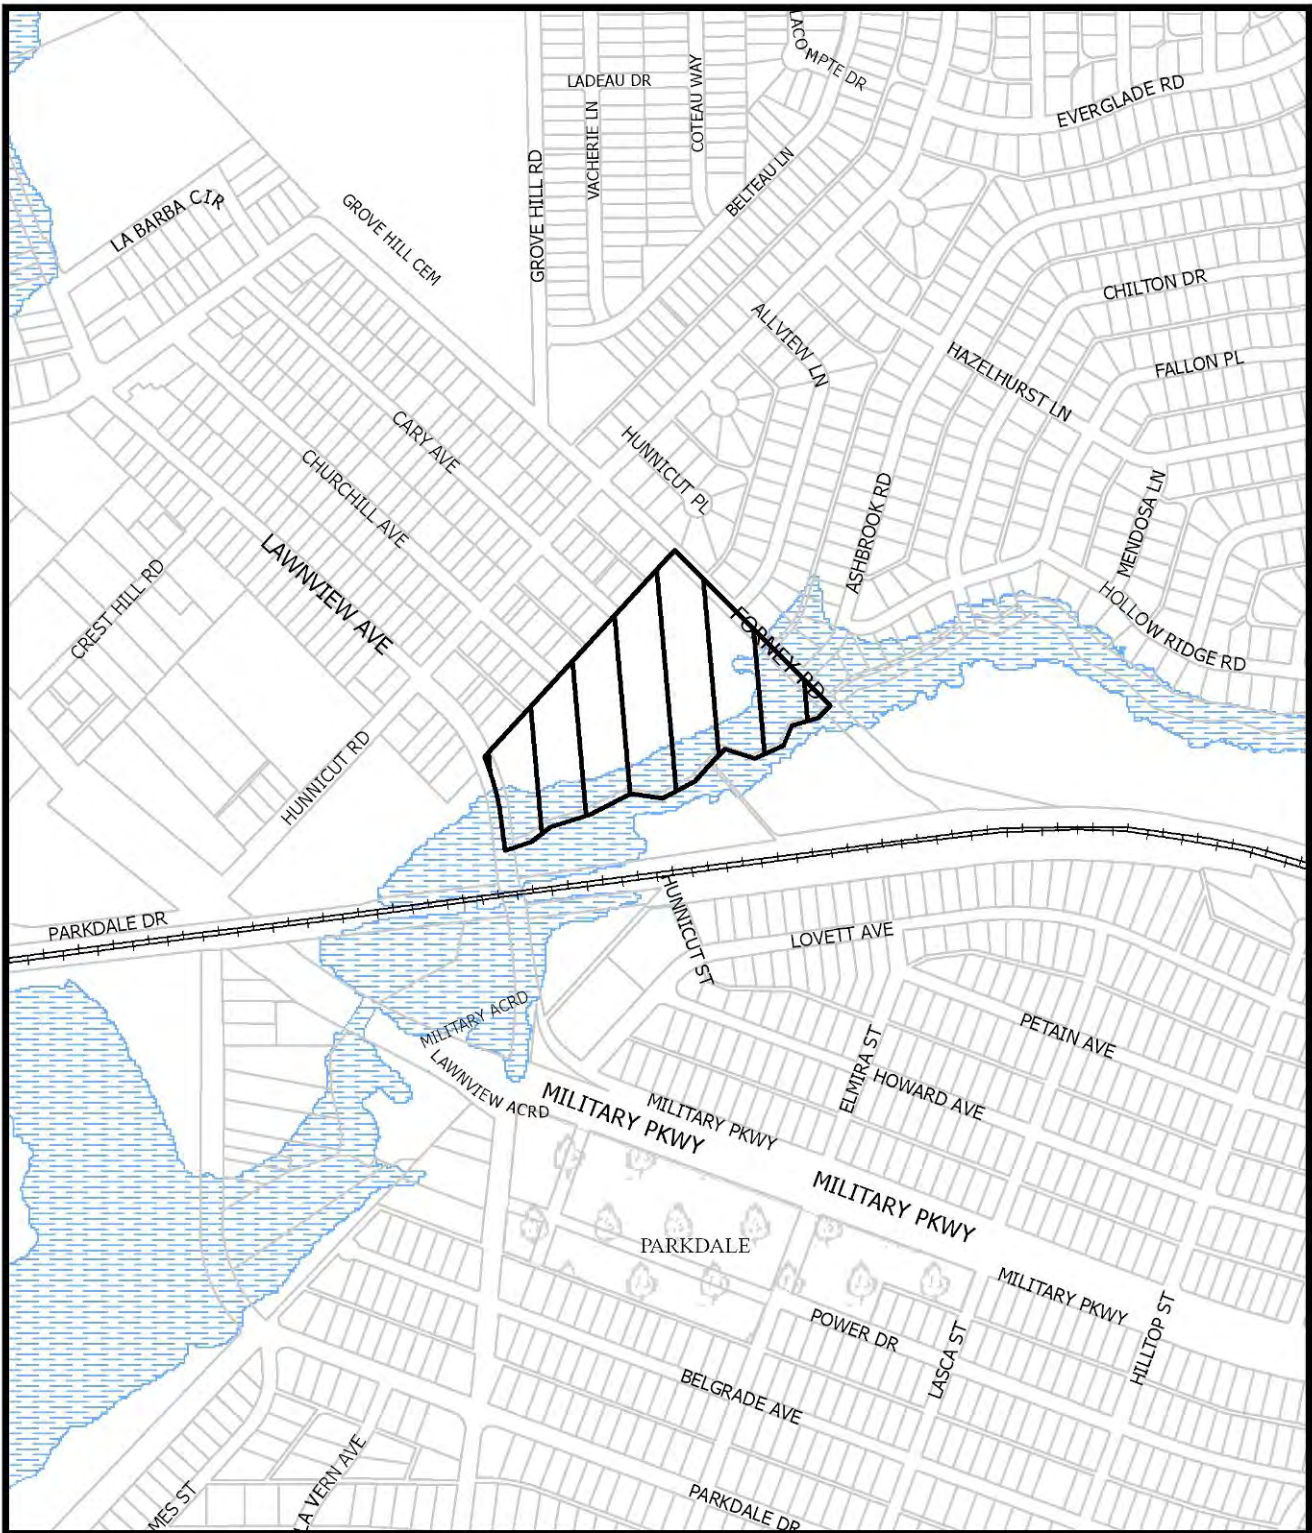 LACOMPTE DR
LADEAU DR
EVERGLADE RD
COTEAU WAY
VACHERIE LN
BELTEAU LN
GROVE HILL RD
LA BARBA CIR
GROVE HILL CEM
CHILTON DR
ALLVIEW LN
HAZELHURST LN
FALLON PL
CARY AVE
HUNNICUT PL
CHURCHILL AVE
ASHBROOK RD
MENDOSA LN
LAWNVIEW AVE
CREST HILL RD
FORNEY RD
HOLLOW RIDGE RD
HUNNICUT RD
PARKDALE DR
HUNNICUT ST
LOVETT AVE
MILITARY ACRD
PETAIN AVE
ELMIRA ST
LAWNVIEW ACRD
HOWARD AVE
MILITARY PKWY
MILITARY PKWY
MILITARY PKWY
PARKDALE
MILITARY PKWY
POWER DR
LASCA ST
HILLTOP ST
BELGRADE AVE
LA VERN AVE
MES ST
PARKDALE DR